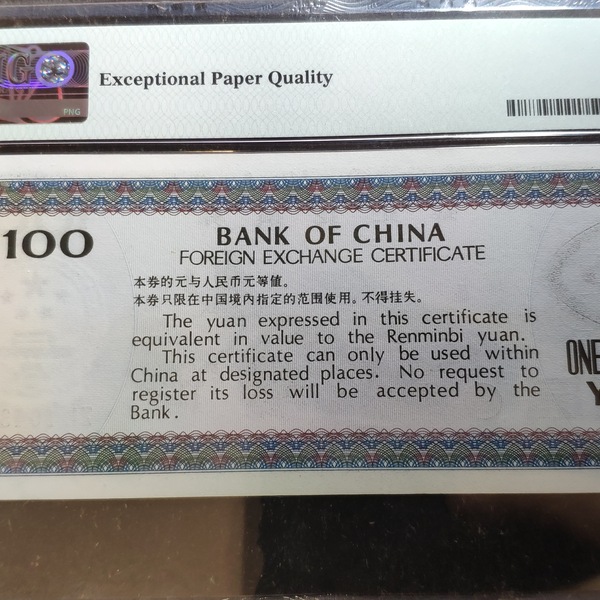 Exceptional Paper Quality
PNG
100
BANK OF CHINA
FOREIGN EXCHANGE CERTIFICATE
本券的元与人民币元等值。
本券只限在中国境内指定的范围使用。不得挂失。
The yuan expressed in this certificate is
equivalent in value to the Renminbi yuan.
This certificate can only be used within
China at designated places. No request to
register its loss will be accepted by the
Bank.
ONE
Y